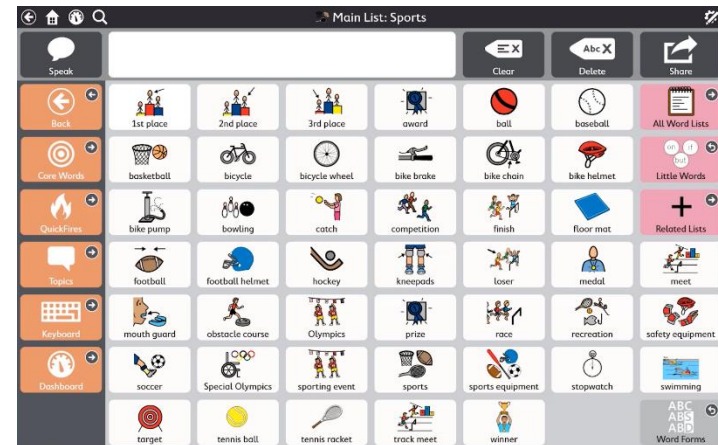 Main List: Sports
Speak
Clear
Abc X
Delete
Share
Back
1st place
2nd place
3rd place
award
ball
baseball
All Word Lists
Core Words
basketball
bicycle
bicycle wheel
bike brake
bike chain
bike helmet
on if but
Little Words
QuickFires
bike pump
bowling
catch
competition
finish
floor mat
Related Lists
Topics
football
football helmet
hockey
kneepads
loser
medal
meet
Keyboard
mouth guard
obstacle course
Olympics
prize
race
recreation
safety equipment
Dashboard
soccer
Special Olympics
sporting event
sports
sports equipment
stopwatch
swimming
target
tennis ball
tennis racket
track meet
winner
ABC
ABS
ABD
Word Forms